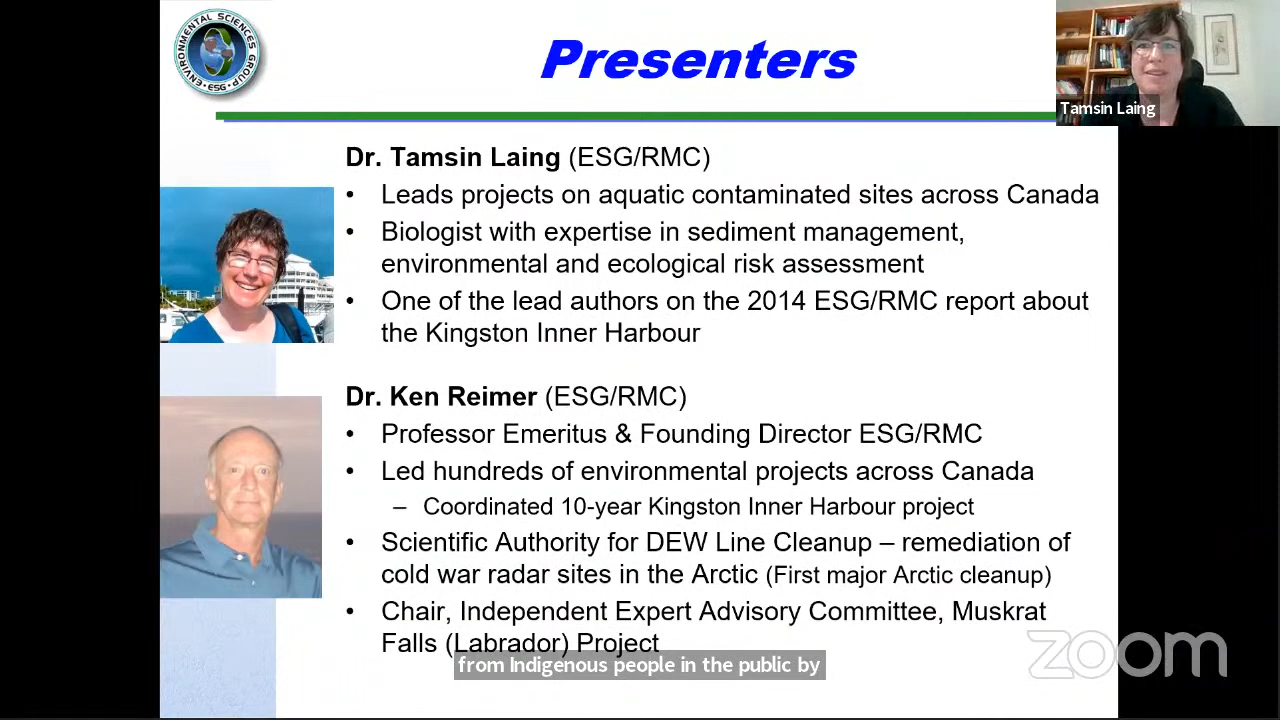 ENVIRONMENTAL SCIENCES GROUP
• ESG •
Presenters
Tamsin Laing
Dr. Tamsin Laing (ESG/RMC)
• Leads projects on aquatic contaminated sites across Canada
• Biologist with expertise in sediment management,
environmental and ecological risk assessment
• One of the lead authors on the 2014 ESG/RMC report about
the Kingston Inner Harbour
Dr. Ken Reimer (ESG/RMC)
• Professor Emeritus & Founding Director ESG/RMC
• Led hundreds of environmental projects across Canada
– Coordinated 10-year Kingston Inner Harbour project
• Scientific Authority for DEW Line Cleanup – remediation of
cold war radar sites in the Arctic (First major Arctic cleanup)
• Chair, Independent Expert Advisory Committee, Muskrat
Falls (Labrador) Project
from Indigenous people in the public by
zoom